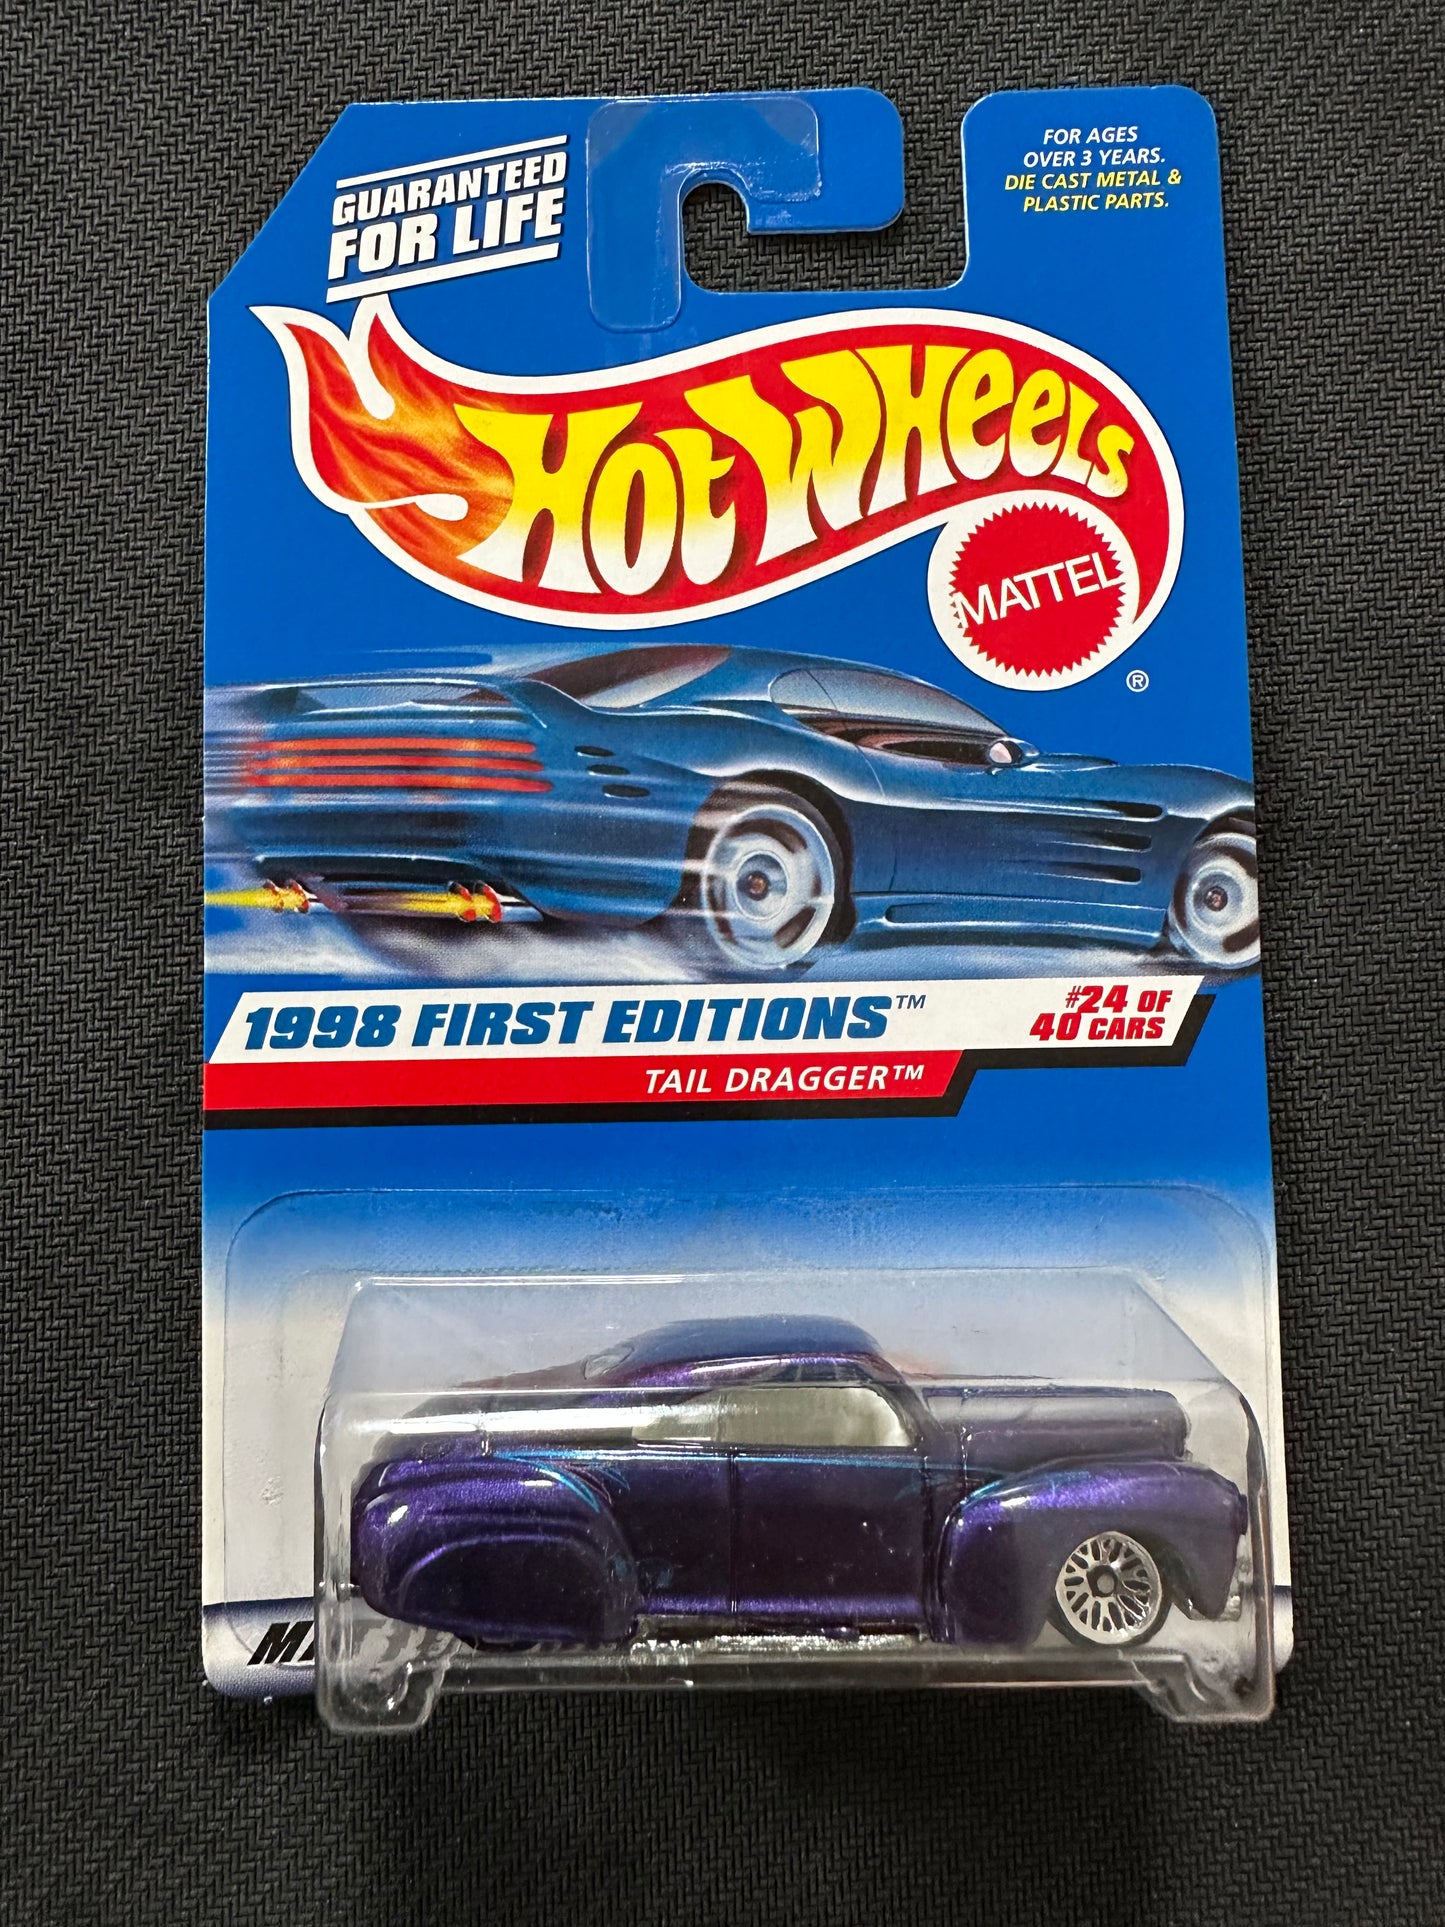 GUARANTEED
FOR LIFE
FOR AGES
OVER 3 YEARS.
DIE CAST METAL &
PLASTIC PARTS.
HOT WHEELS
MATTEL
®
1998 FIRST EDITIONS™
#24 OF
40 CARS
TAIL DRAGGER™